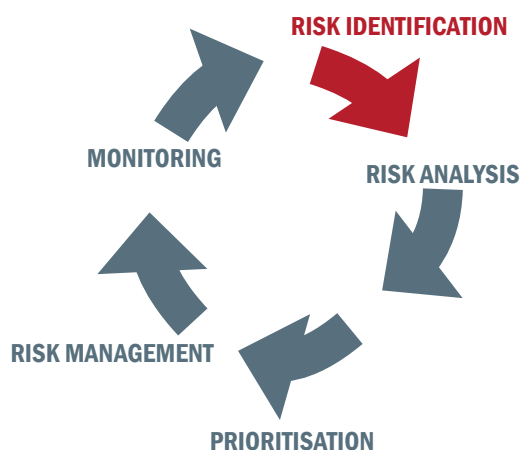 RISK IDENTIFICATION
RISK ANALYSIS
PRIORITISATION
RISK MANAGEMENT
MONITORING